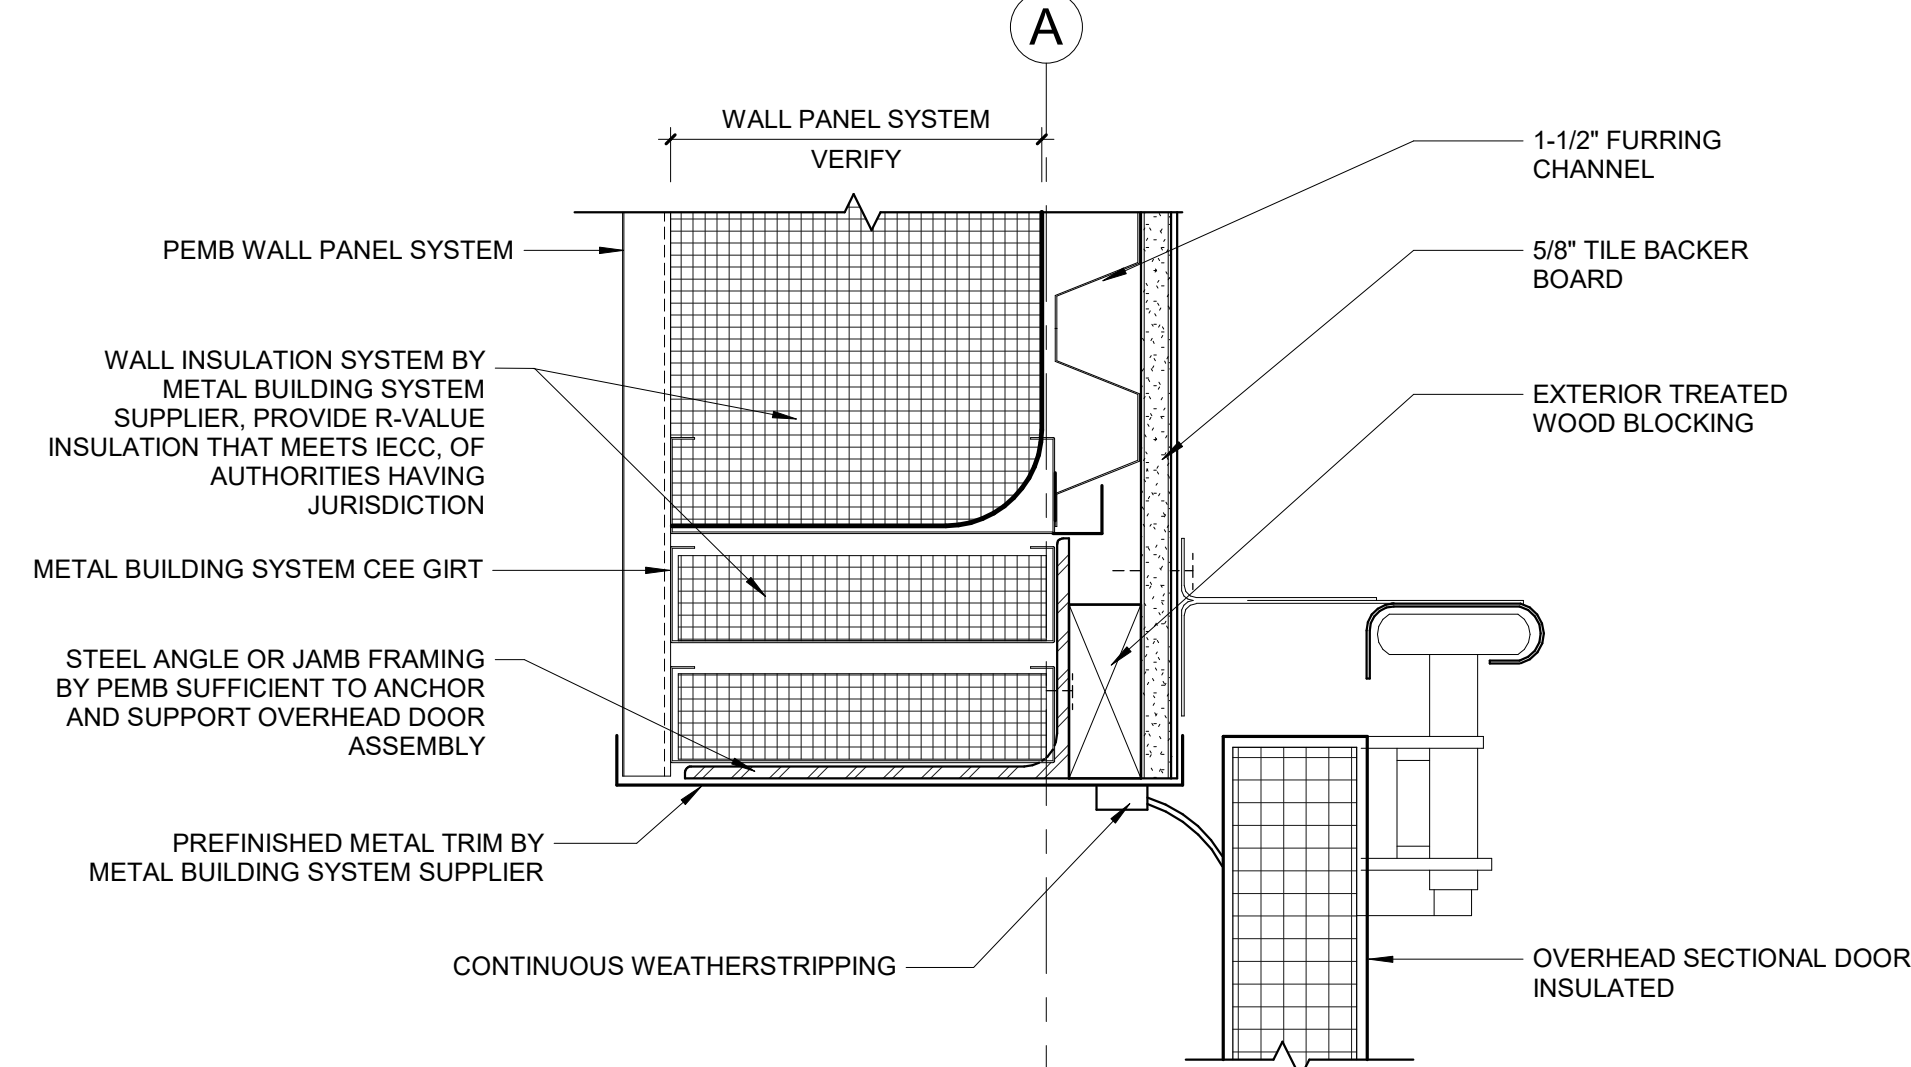 A
WALL PANEL SYSTEM
VERIFY
1-1/2" FURRING
CHANNEL
PEMB WALL PANEL SYSTEM
5/8" TILE BACKER
BOARD
WALL INSULATION SYSTEM BY
METAL BUILDING SYSTEM
SUPPLIER, PROVIDE R-VALUE
INSULATION THAT MEETS IECC, OF
AUTHORITIES HAVING
JURISDICTION
EXTERIOR TREATED
WOOD BLOCKING
METAL BUILDING SYSTEM CEE GIRT
STEEL ANGLE OR JAMB FRAMING
BY PEMB SUFFICIENT TO ANCHOR
AND SUPPORT OVERHEAD DOOR
ASSEMBLY
PREFINISHED METAL TRIM BY
METAL BUILDING SYSTEM SUPPLIER
CONTINUOUS WEATHERSTRIPPING
OVERHEAD SECTIONAL DOOR
INSULATED